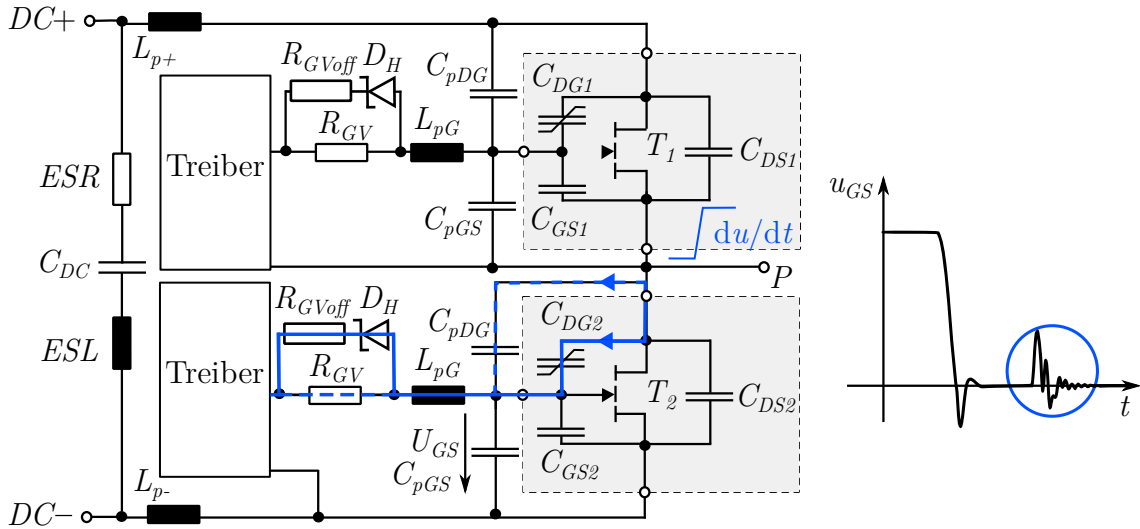 DC+
L_{p+}
R_{GVoff} D_H
C_{pDG}
C_{DG1}
R_{GV}
L_{pG}
Treiber
T_1
C_{DS1}
ESR
C_{pGS}
C_{GS1}
du/dt
u_{GS}
C_{DC}
P
R_{GVoff} D_H
C_{pDG}
C_{DG2}
ESL
Treiber
R_{GV}
L_{pG}
T_2
C_{DS2}
t
U_{GS}
C_{pGS}
C_{GS2}
L_{p-}
DC−